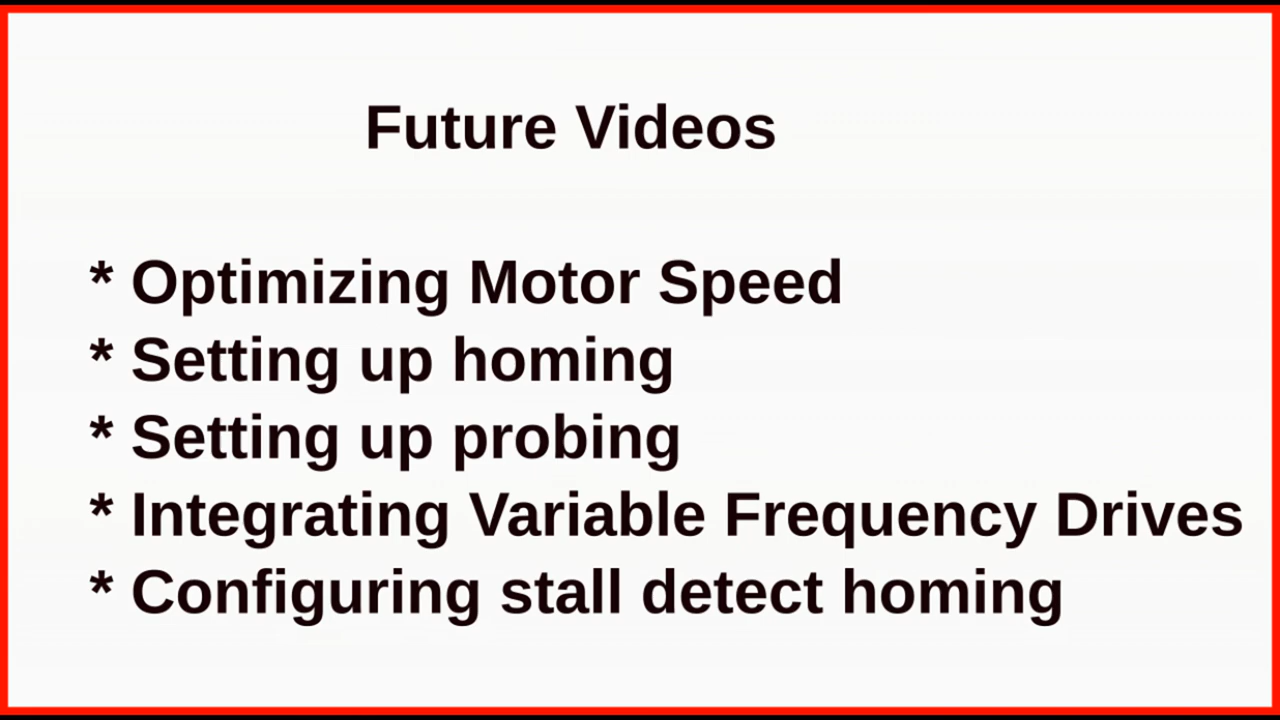 Future Videos
* Optimizing Motor Speed
* Setting up homing
* Setting up probing
* Integrating Variable Frequency Drives
* Configuring stall detect homing